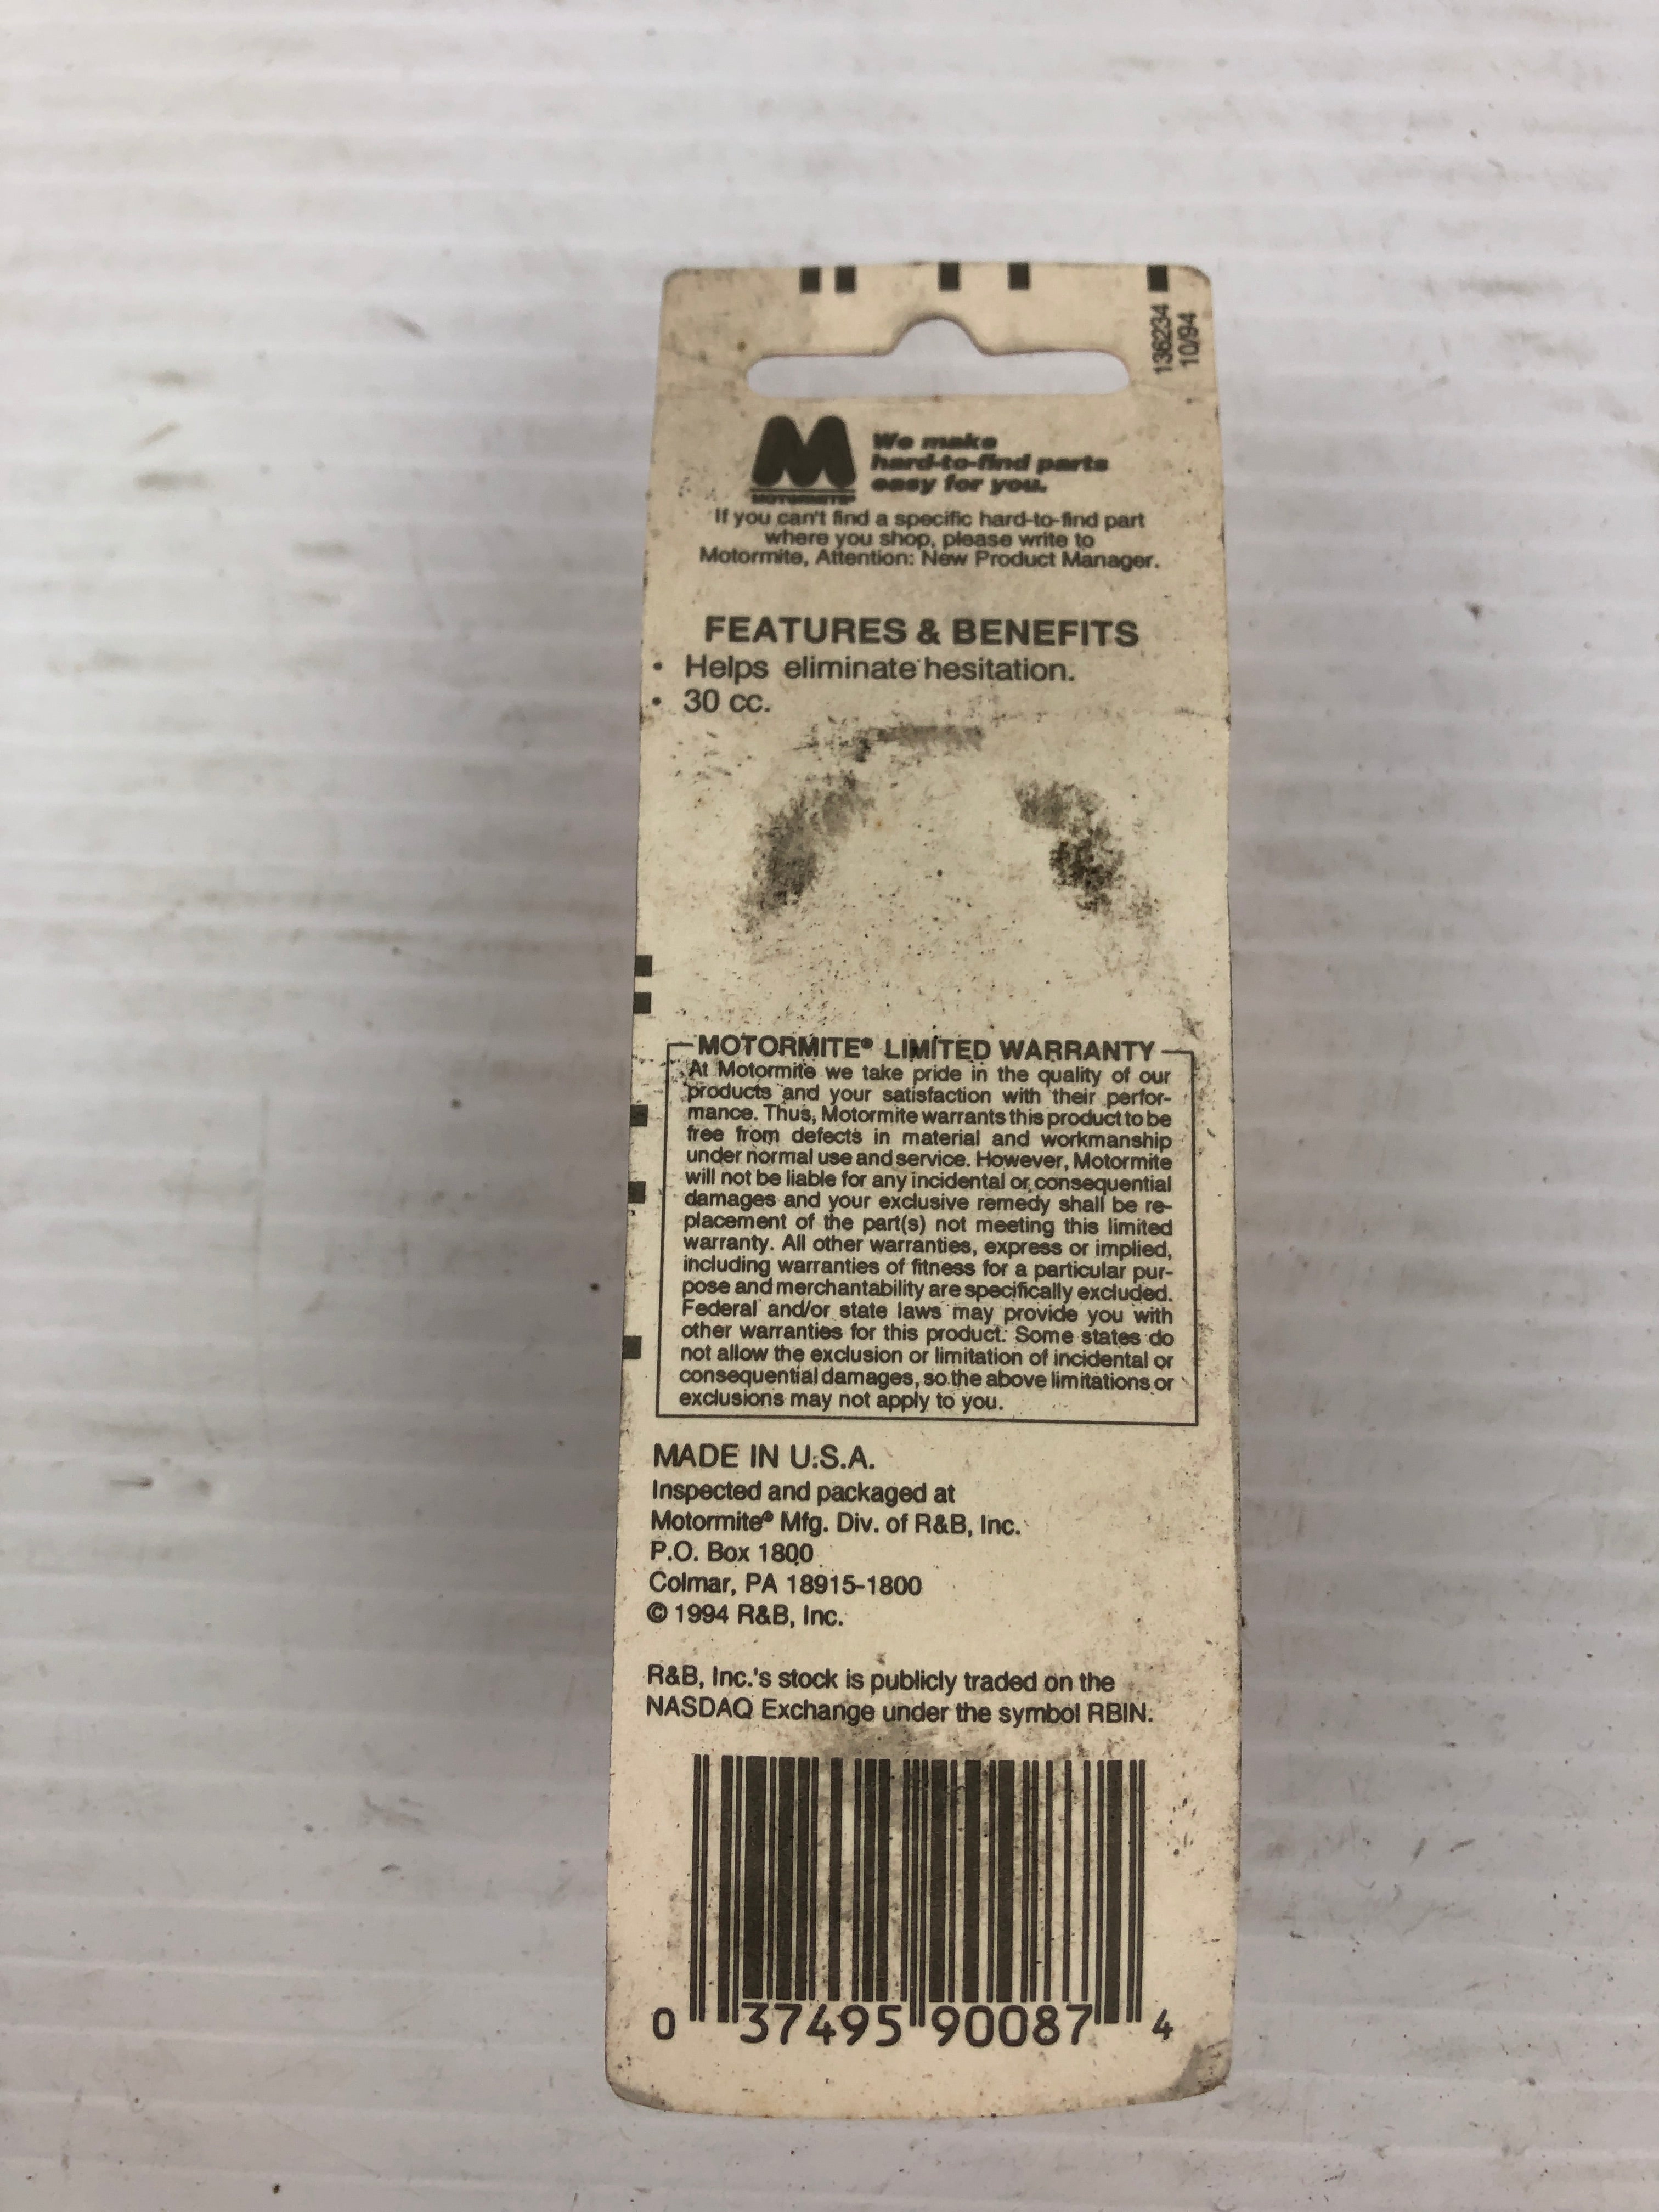 136234
10/94
We make
hard-to-find parts
easy for you.
MOTORMITE®
If you can't find a specific hard-to-find part
where you shop, please write to
Motormite, Attention: New Product Manager.
FEATURES & BENEFITS
• Helps eliminate hesitation.
• 30 cc.
MOTORMITE® LIMITED WARRANTY
At Motormite we take pride in the quality of our
products and your satisfaction with their perfor-
mance. Thus, Motormite warrants this product to be
free from defects in material and workmanship
under normal use and service. However, Motormite
will not be liable for any incidental or consequential
damages and your exclusive remedy shall be re-
placement of the part(s) not meeting this limited
warranty. All other warranties, express or implied,
including warranties of fitness for a particular pur-
pose and merchantability are specifically excluded.
Federal and/or state laws may provide you with
other warranties for this product. Some states do
not allow the exclusion or limitation of incidental or
consequential damages, so the above limitations or
exclusions may not apply to you.
MADE IN U.S.A.
Inspected and packaged at
Motormite® Mfg. Div. of R&B, Inc.
P.O. Box 1800
Colmar, PA 18915-1800
© 1994 R&B, Inc.
R&B, Inc.'s stock is publicly traded on the
NASDAQ Exchange under the symbol RBIN.
0 37495 90087 4